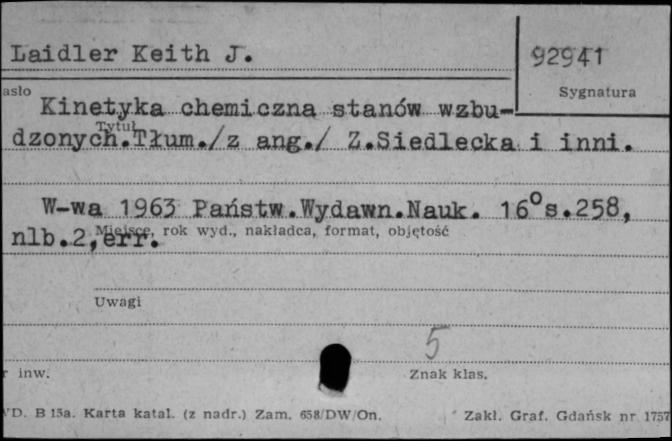 Laidler Keith J.
92941
asło
Sygnatura
Kinetyka chemiczna stanów wzbu-
Tytuł
dzonych.Tłum./z ang./ Z.Siedlecka i inni.
W-wa 1963 Państw.Wydawn.Nauk. 16° s.258,
nlb.2,err.
Miejsce, rok wyd., nakładca, format, objętość
Uwagi
5
r inw.
Znak klas.
D. B 15a. Karta katal. (z nadr.) Zam. 658/DW/On.
Zakł. Graf. Gdańsk nr 1757